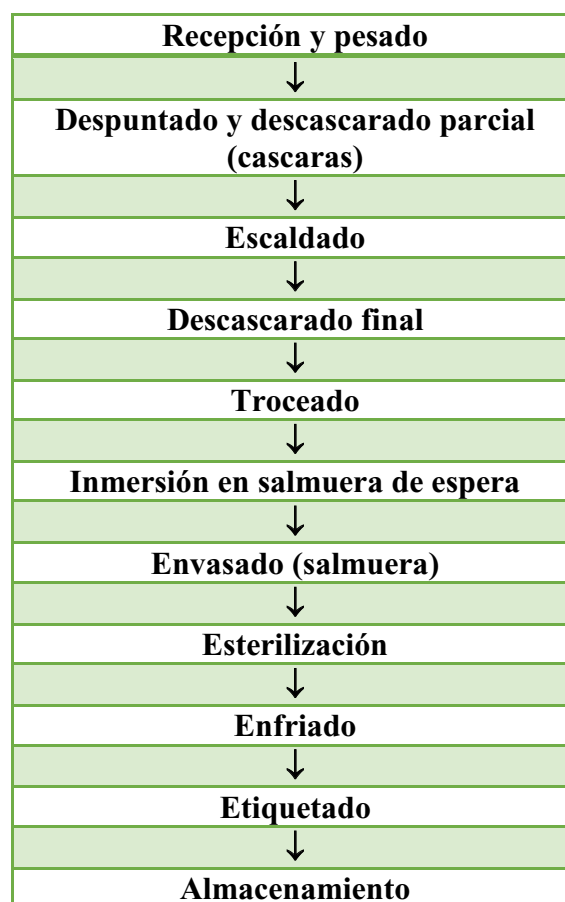 Recepción y pesado
↓
Despuntado y descascarado parcial
(cascaras)
↓
Escaldado
↓
Descascarado final
↓
Troceado
↓
Inmersión en salmuera de espera
↓
Envasado (salmuera)
↓
Esterilización
↓
Enfriado
↓
Etiquetado
↓
Almacenamiento